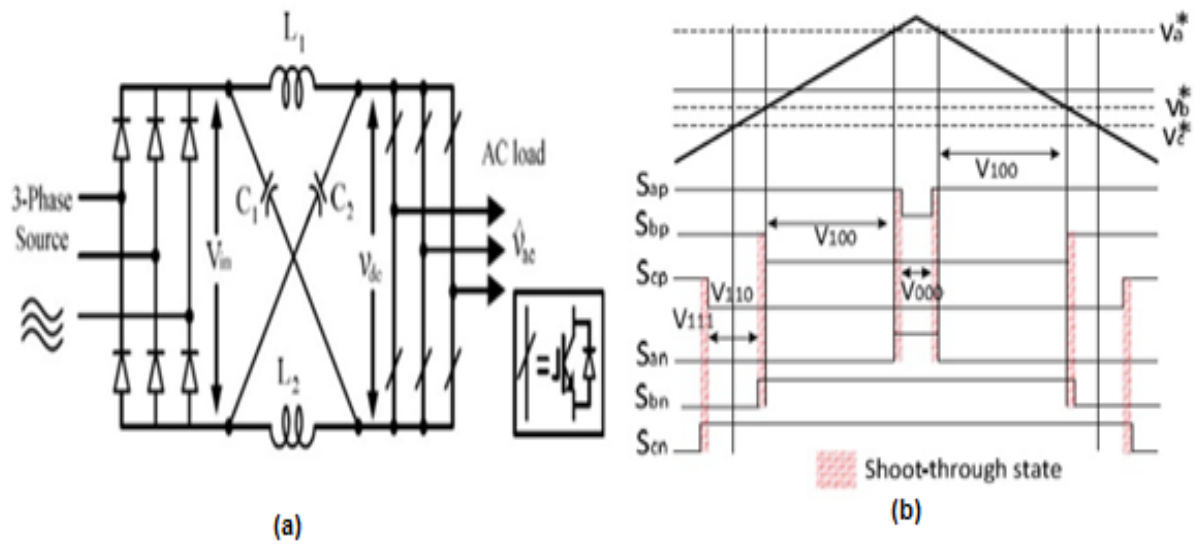 L1
3-Phase
Source
Vin
C1
C2
vdc
AC load
v̂ac
L2
=
(a)
Va*
Vb*
Vc*
V100
Sap
Sbp
V100
Scp
V110
V000
V111
San
Sbn
Scn
Shoot-through state
(b)